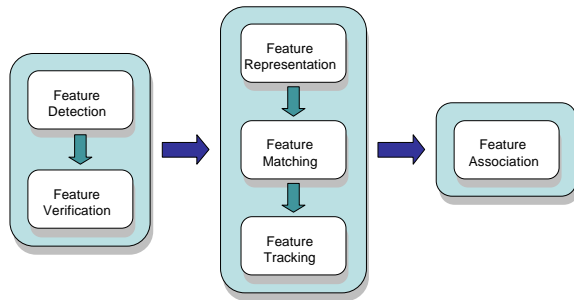 Feature
Detection
Feature
Verification
Feature
Representation
Feature
Matching
Feature
Tracking
Feature
Association